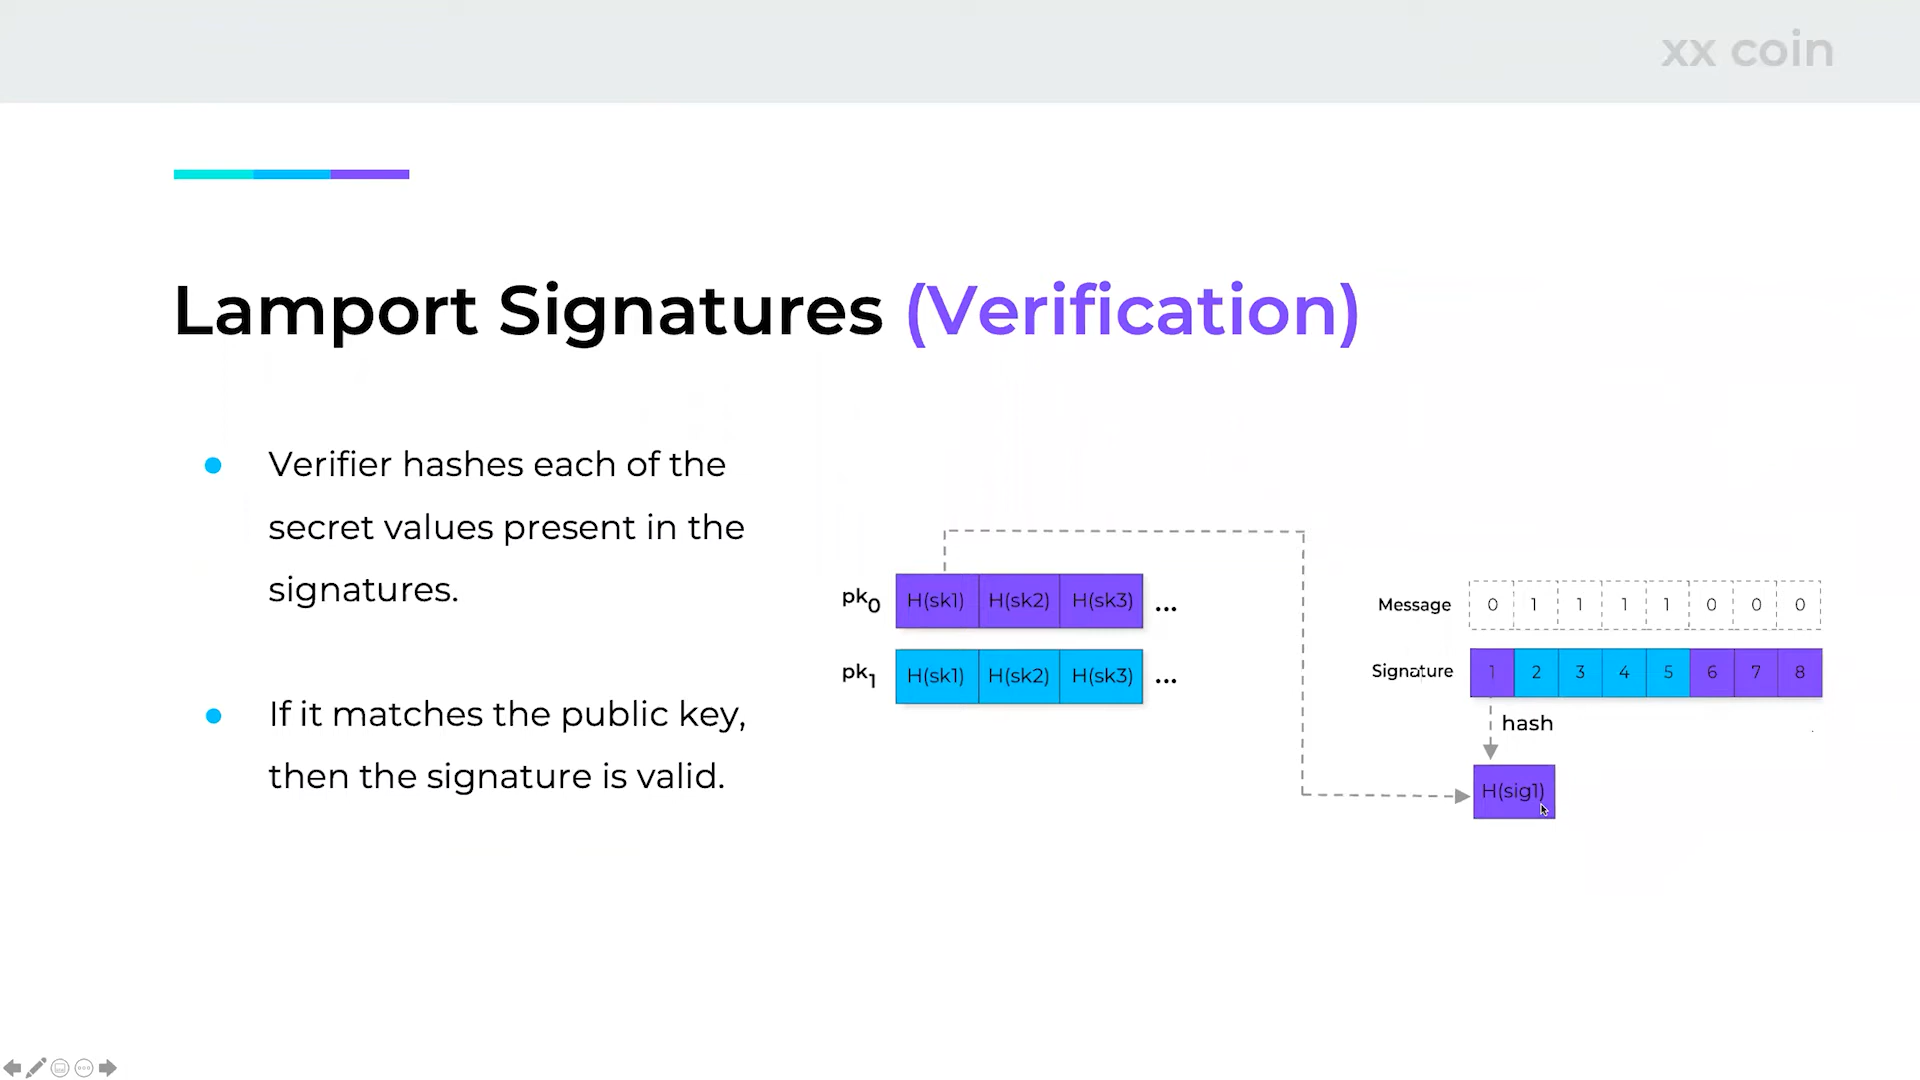 xx coin
Lamport Signatures (Verification)
Verifier hashes each of the
secret values present in the
signatures.
If it matches the public key,
then the signature is valid.
pk0 H(sk1) H(sk2) H(sk3) ...
pk1 H(sk1) H(sk2) H(sk3) ...
Message 0 1 1 1 1 0 0 0
Signature 1 2 3 4 5 6 7 8
hash
H(sig1)